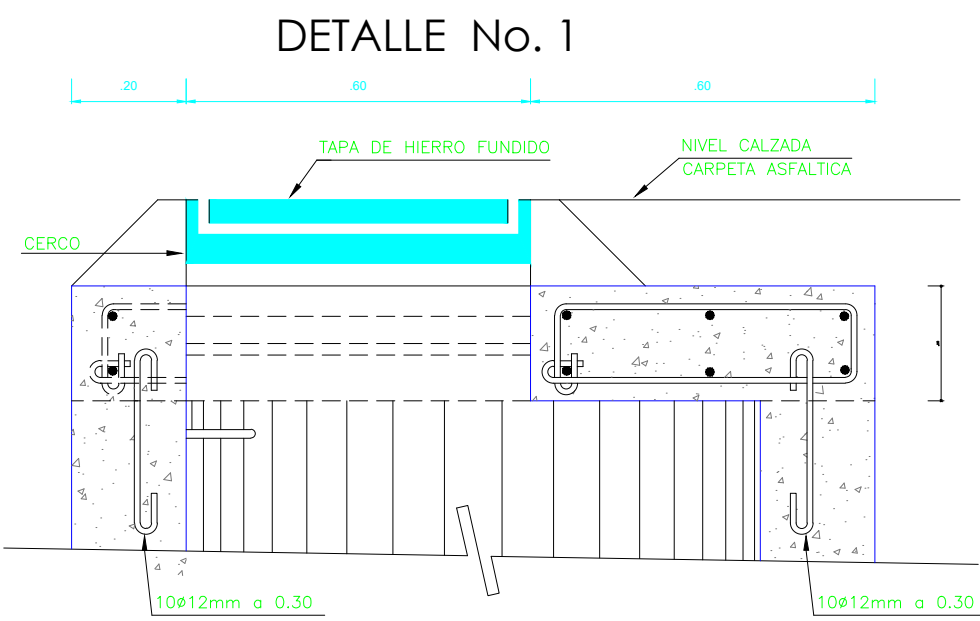 DETALLE No. 1
.20 .60 .60
TAPA DE HIERRO FUNDIDO
NIVEL CALZADA
CARPETA ASFALTICA
CERCO
10ø12mm a 0.30
10ø12mm a 0.30